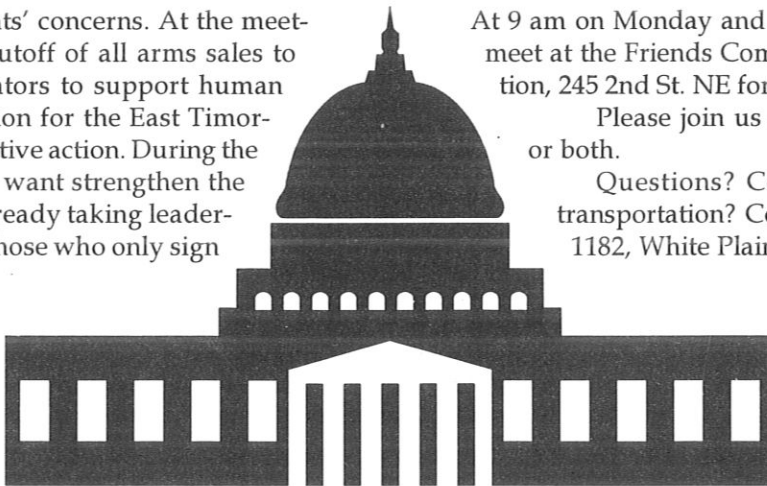 nts' concerns. At the meet-
utoff of all arms sales to
ators to support human
ion for the East Timor-
tive action. During the
want strengthen the
ready taking leader-
hose who only sign
At 9 am on Monday and
meet at the Friends Com
tion, 245 2nd St. NE for
Please join us
or both.
Questions? C
transportation? Co
1182, White Plain